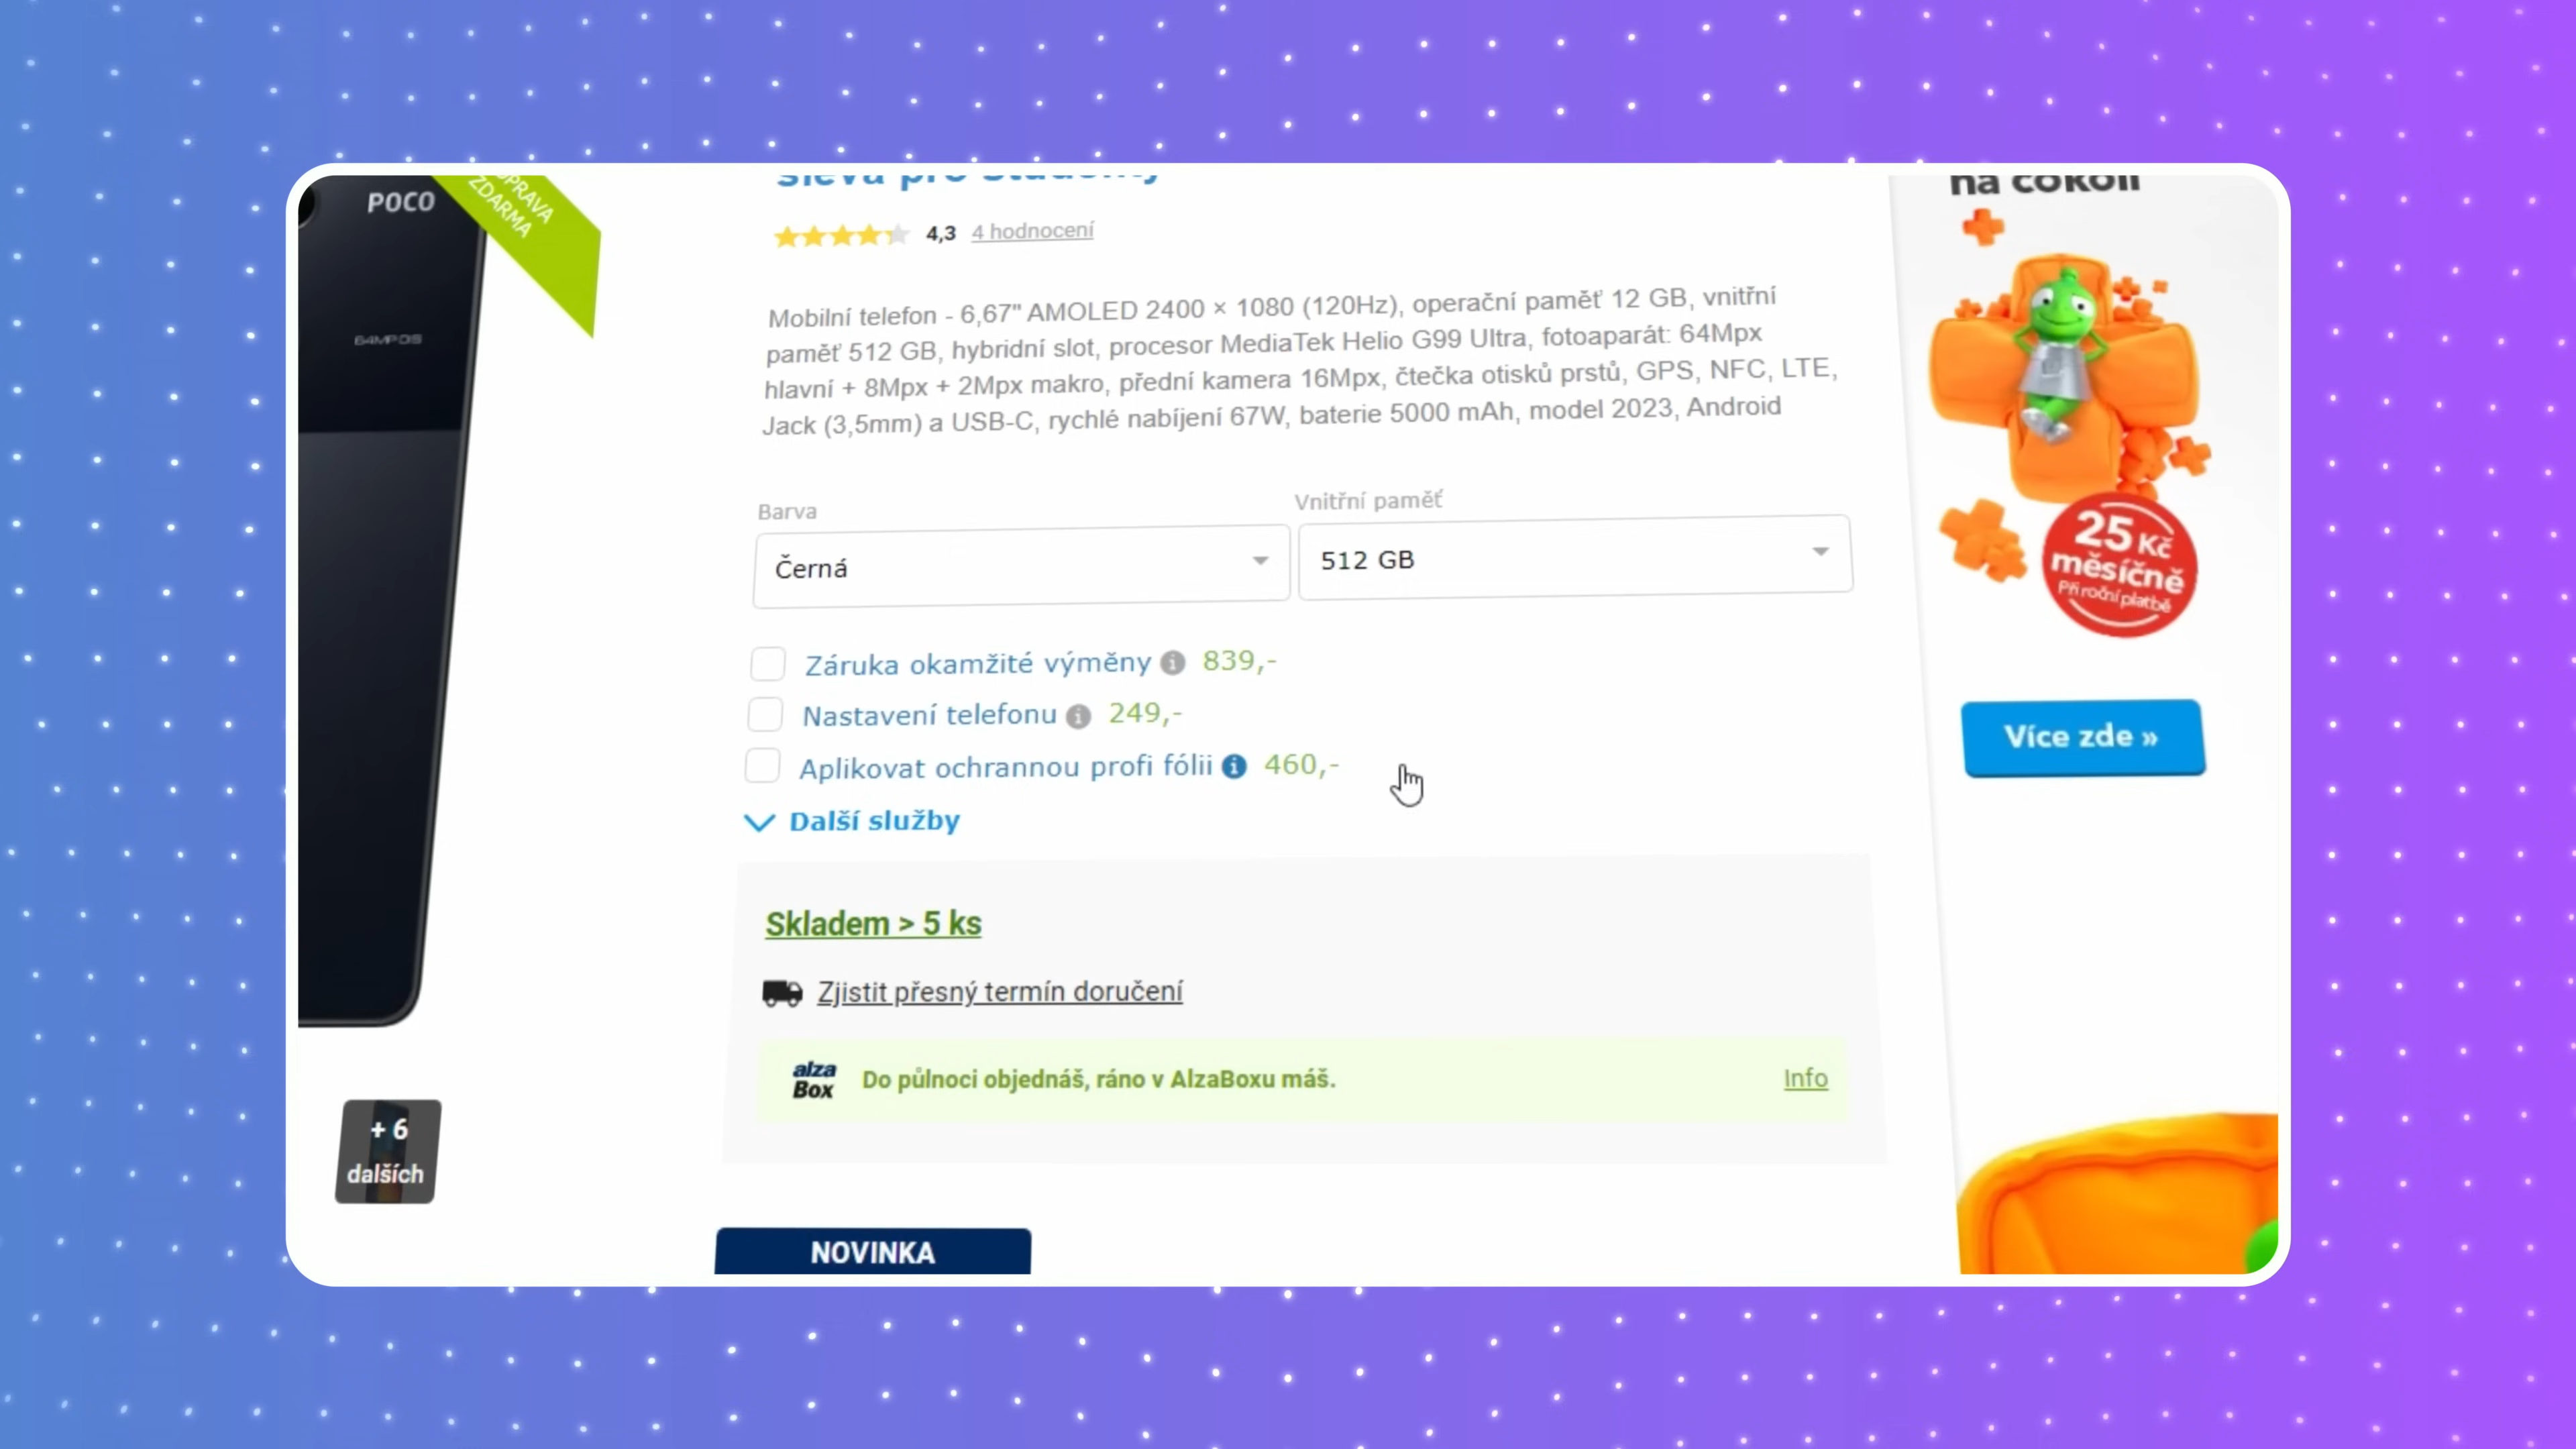 POCO
64MP OIS
ZDARMA
sleva pro studenty
4,3 4 hodnocení
Mobilní telefon - 6,67" AMOLED 2400 × 1080 (120Hz), operační paměť 12 GB, vnitřní
paměť 512 GB, hybridní slot, procesor MediaTek Helio G99 Ultra, fotoaparát: 64Mpx
hlavní + 8Mpx + 2Mpx makro, přední kamera 16Mpx, čtečka otisků prstů, GPS, NFC, LTE,
Jack (3,5mm) a USB-C, rychlé nabíjení 67W, baterie 5000 mAh, model 2023, Android
Barva
Vnitřní paměť
Černá
512 GB
Záruka okamžité výměny 839,-
Nastavení telefonu 249,-
Aplikovat ochrannou profi fólii 460,-
Další služby
Skladem > 5 ks
Zjistit přesný termín doručení
alza
Box
Do půlnoci objednáš, ráno v AlzaBoxu máš.
Info
+ 6
dalších
NOVINKA
na cokoli
25 Kč
měsíčně
Při roční platbě
Více zde »